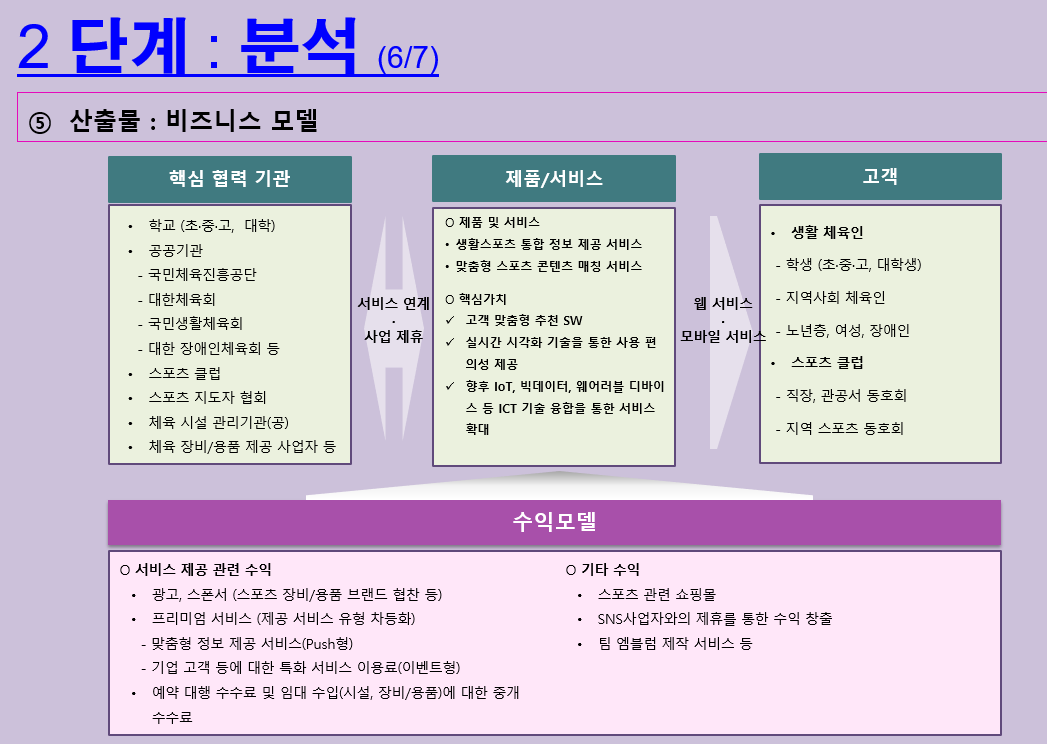 2 단계 : 분석 (6/7)
⑤ 산출물 : 비즈니스 모델
핵심 협력 기관
• 학교 (초·중·고, 대학)
• 공공기관
- 국민체육진흥공단
- 대한체육회
- 국민생활체육회
- 대한 장애인체육회 등
• 스포츠 클럽
• 스포츠 지도자 협회
• 체육 시설 관리기관(공)
• 체육 장비/용품 제공 사업자 등
서비스 연계
·
사업 제휴
제품/서비스
O 제품 및 서비스
• 생활스포츠 통합 정보 제공 서비스
• 맞춤형 스포츠 콘텐츠 매칭 서비스
O 핵심가치
✓ 고객 맞춤형 추천 SW
✓ 실시간 시각화 기술을 통한 사용 편
의성 제공
✓ 향후 IoT, 빅데이터, 웨어러블 디바이
스 등 ICT 기술 융합을 통한 서비스
확대
웹 서비스
·
모바일 서비스
고객
• 생활 체육인
- 학생 (초·중·고, 대학생)
- 지역사회 체육인
- 노년층, 여성, 장애인
• 스포츠 클럽
- 직장, 관공서 동호회
- 지역 스포츠 동호회
수익모델
O 서비스 제공 관련 수익
• 광고, 스폰서 (스포츠 장비/용품 브랜드 협찬 등)
• 프리미엄 서비스 (제공 서비스 유형 차등화)
- 맞춤형 정보 제공 서비스(Push형)
- 기업 고객 등에 대한 특화 서비스 이용료(이벤트형)
• 예약 대행 수수료 및 임대 수입(시설, 장비/용품)에 대한 중개
수수료
O 기타 수익
• 스포츠 관련 쇼핑몰
• SNS사업자와의 제휴를 통한 수익 창출
• 팀 엠블럼 제작 서비스 등